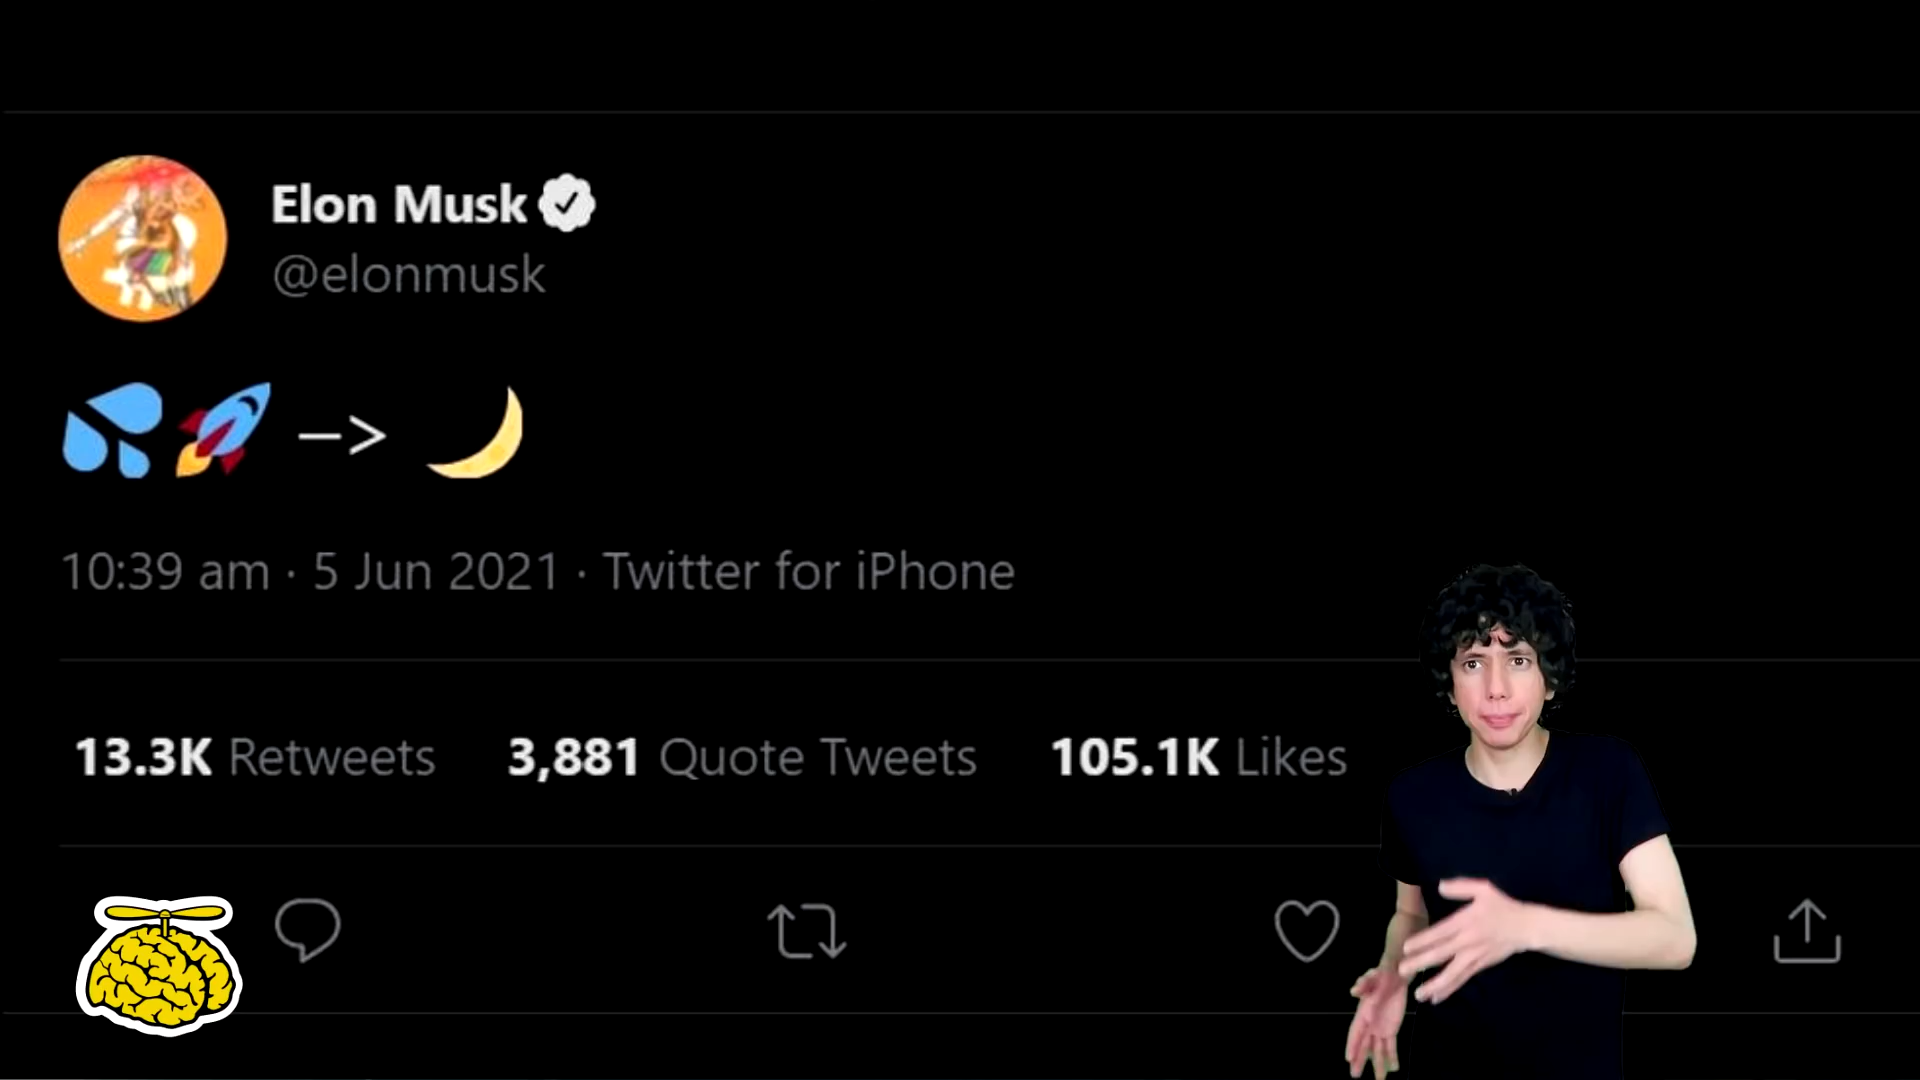 Elon Musk
@elonmusk
💦🚀 —> 🌙
10:39 am · 5 Jun 2021 · Twitter for iPhone
13.3K Retweets 3,881 Quote Tweets 105.1K Likes